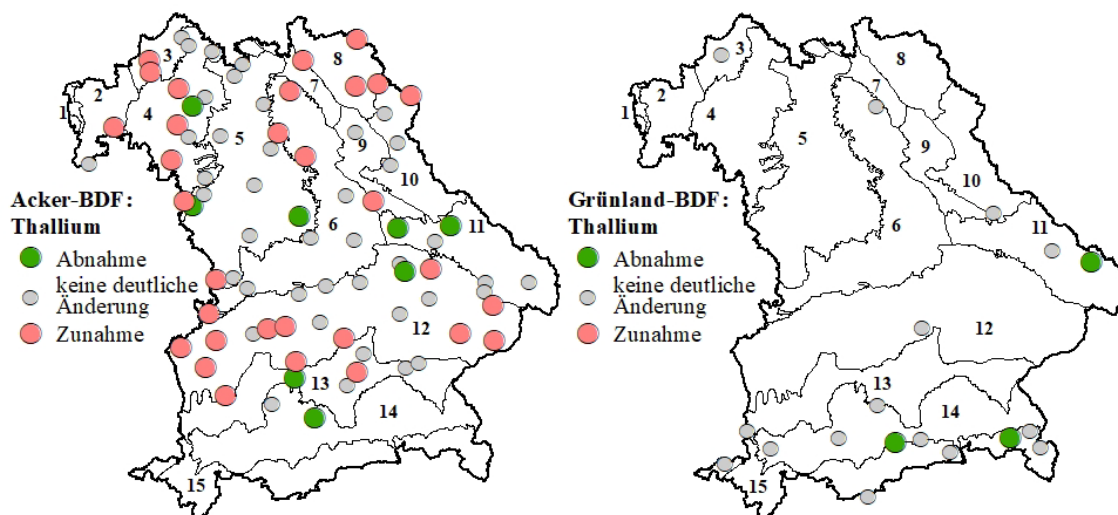 3
8
2
7
1
4
5
9
10
Acker-BDF:
Thallium
6
11
Abnahme
keine deutliche
Änderung
12
Zunahme
13
14
15
3
8
2
7
1
4
5
9
10
Grünland-BDF:
Thallium
6
11
Abnahme
keine deutliche
Änderung
12
Zunahme
13
14
15